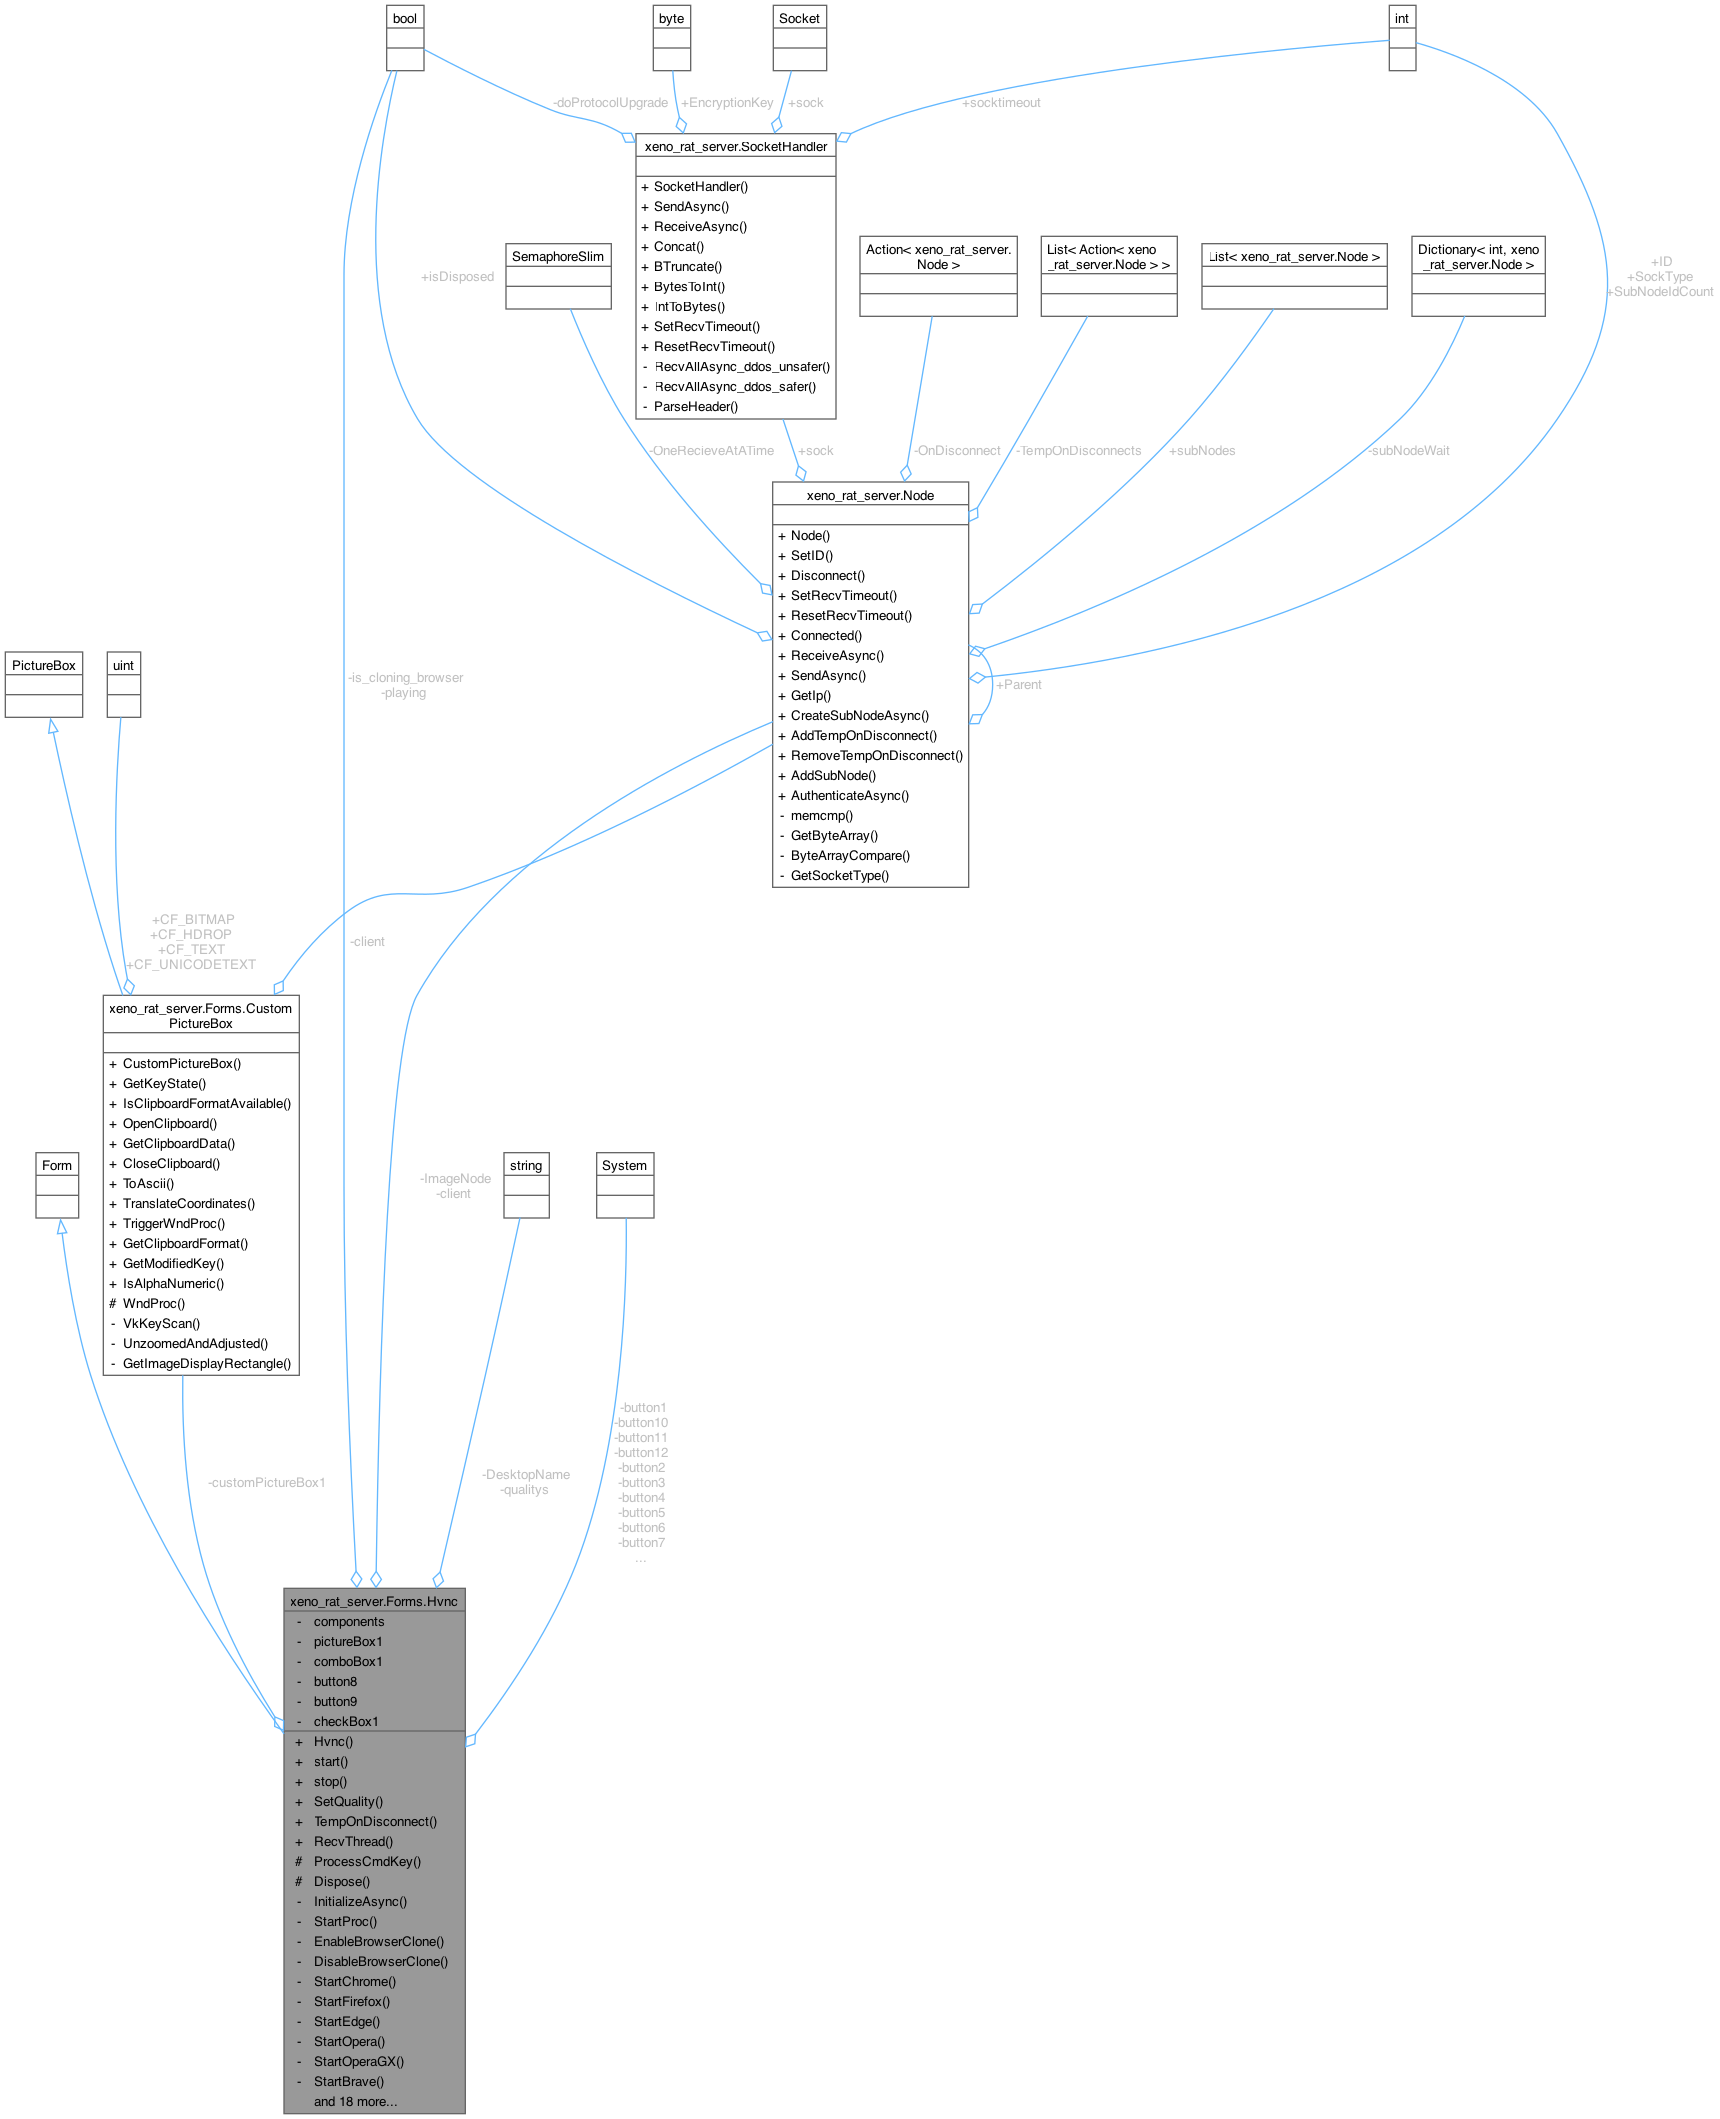 bool
byte
Socket
int
-doProtocolUpgrade
+EncryptionKey
+sock
+socktimeout
xeno_rat_server.SocketHandler
+ SocketHandler()
+ SendAsync()
+ ReceiveAsync()
+ Concat()
+ BTruncate()
+ BytesToInt()
+ IntToBytes()
+ SetRecvTimeout()
+ ResetRecvTimeout()
- RecvAllAsync_ddos_unsafer()
- RecvAllAsync_ddos_safer()
- ParseHeader()
+isDisposed
SemaphoreSlim
Action< xeno_rat_server.
Node >
List< Action< xeno
_rat_server.Node > >
List< xeno_rat_server.Node >
Dictionary< int, xeno
_rat_server.Node >
+ID
+SockType
+SubNodeIdCount
-OneRecieveAtATime
+sock
-OnDisconnect
-TempOnDisconnects
+subNodes
-subNodeWait
xeno_rat_server.Node
+ Node()
+ SetID()
+ Disconnect()
+ SetRecvTimeout()
+ ResetRecvTimeout()
+ Connected()
+ ReceiveAsync()
+ SendAsync()
+ GetIp()
+ CreateSubNodeAsync()
+ AddTempOnDisconnect()
+ RemoveTempOnDisconnect()
+ AddSubNode()
+ AuthenticateAsync()
- memcmp()
- GetByteArray()
- ByteArrayCompare()
- GetSocketType()
+Parent
PictureBox
uint
-is_cloning_browser
-playing
+CF_BITMAP
+CF_HDROP
+CF_TEXT
+CF_UNICODETEXT
-client
xeno_rat_server.Forms.Custom
PictureBox
+ CustomPictureBox()
+ GetKeyState()
+ IsClipboardFormatAvailable()
+ OpenClipboard()
+ GetClipboardData()
+ CloseClipboard()
+ ToAscii()
+ TranslateCoordinates()
+ TriggerWndProc()
+ GetClipboardFormat()
+ GetModifiedKey()
+ IsAlphaNumeric()
# WndProc()
- VkKeyScan()
- UnzoomedAndAdjusted()
- GetImageDisplayRectangle()
Form
-ImageNode
-client
string
System
-customPictureBox1
-DesktopName
-qualitys
-button1
-button10
-button11
-button12
-button2
-button3
-button4
-button5
-button6
-button7
...
xeno_rat_server.Forms.Hvnc
- components
- pictureBox1
- comboBox1
- button8
- button9
- checkBox1
+ Hvnc()
+ start()
+ stop()
+ SetQuality()
+ TempOnDisconnect()
+ RecvThread()
# ProcessCmdKey()
# Dispose()
- InitializeAsync()
- StartProc()
- EnableBrowserClone()
- DisableBrowserClone()
- StartChrome()
- StartFirefox()
- StartEdge()
- StartOpera()
- StartOperaGX()
- StartBrave()
and 18 more...